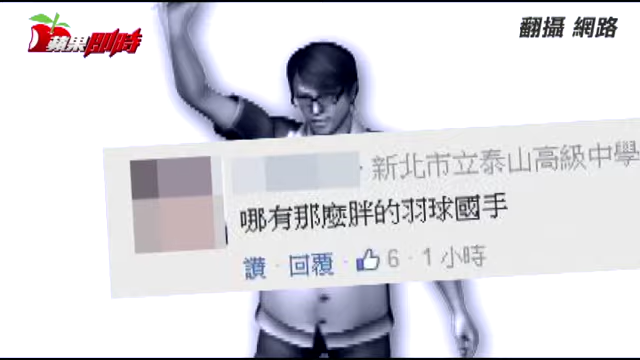 蘋果即時
翻攝 網路
· 新北市立泰山高級中學
哪有那麼胖的羽球國手
讚 · 回覆 · 6 · 1 小時